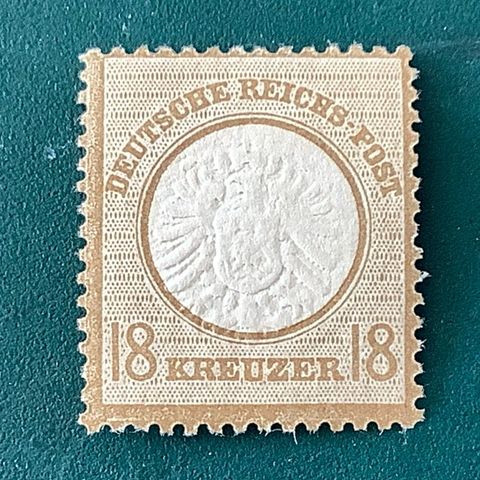 DEUTSCHE REICHS-POST
18 KREUZER 18